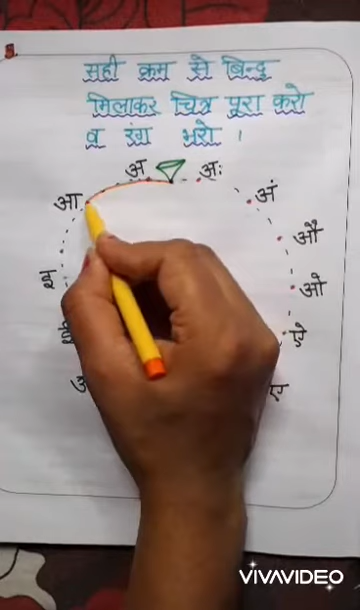 सही क्रम से बिन्दु
मिलाकर चित्र पूरा करो
व रंग भरो ।
अ
अः
आ
अं
औ
ओ
ऐ
ए
VIVAVIDEO